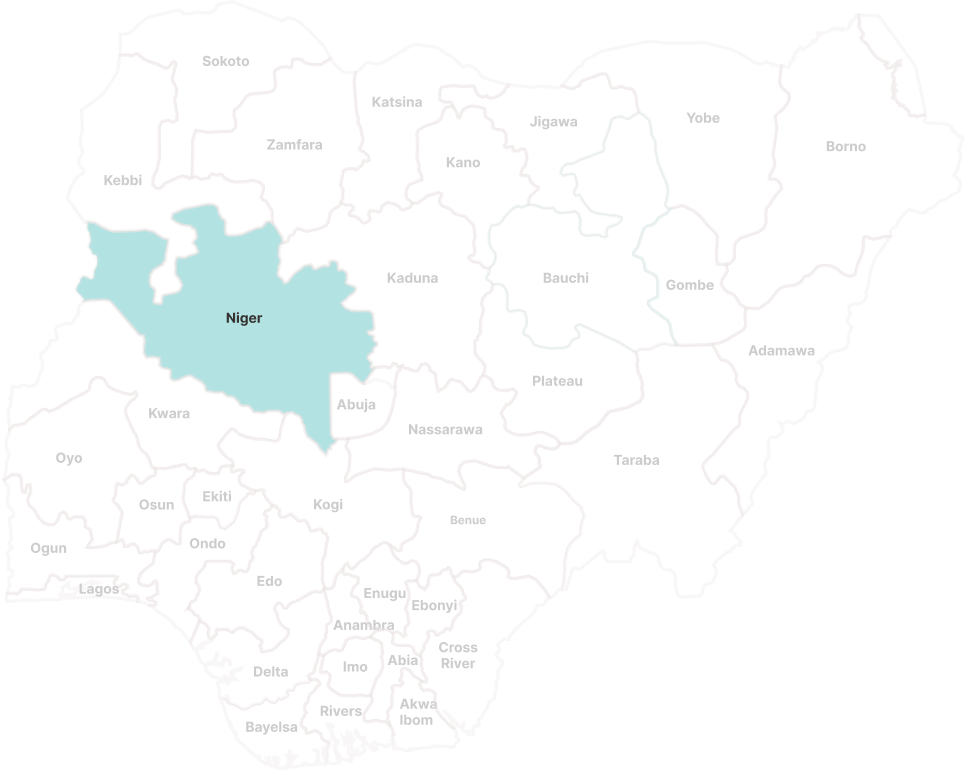 Sokoto
Katsina
Jigawa
Yobe
Borno
Zamfara
Kano
Kebbi
Kaduna
Bauchi
Gombe
Niger
Adamawa
Plateau
Abuja
Kwara
Nassarawa
Oyo
Taraba
Osun
Ekiti
Kogi
Benue
Ogun
Ondo
Lagos
Edo
Enugu
Ebonyi
Anambra
Cross
River
Delta
Imo
Abia
Bayelsa
Rivers
Akwa
Ibom